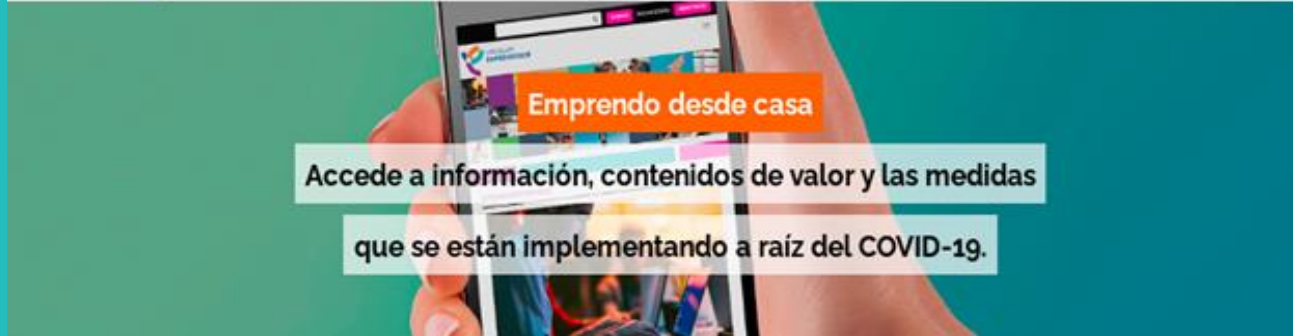 Emprendo desde casa
Accede a información, contenidos de valor y las medidas
que se están implementando a raíz del COVID-19.